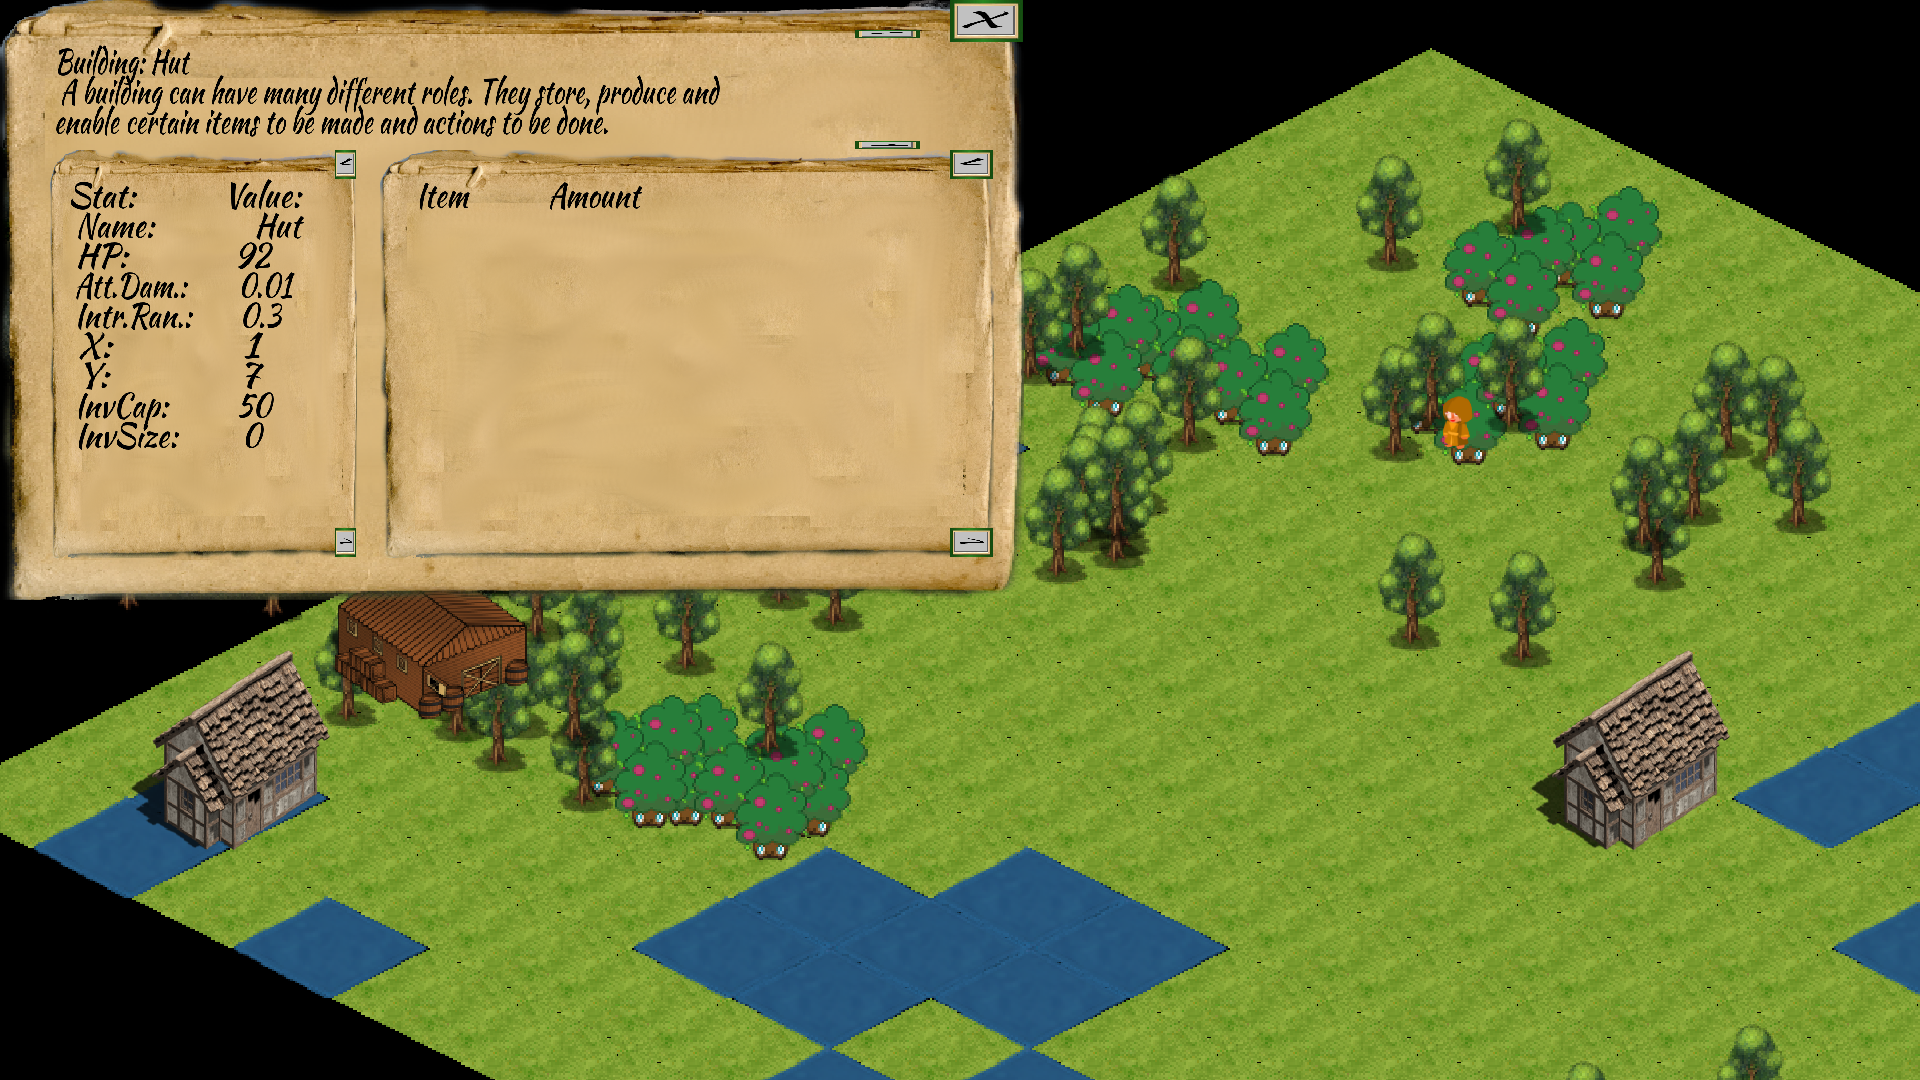 Building: Hut
A building can have many different roles. They store, produce and
enable certain items to be made and actions to be done.
Stat: Value:
Name: Hut
HP: 92
Att.Dam.: 0.01
Intr.Ran.: 0.3
X: 1
Y: 7
InvCap: 50
InvSize: 0
Item Amount
X